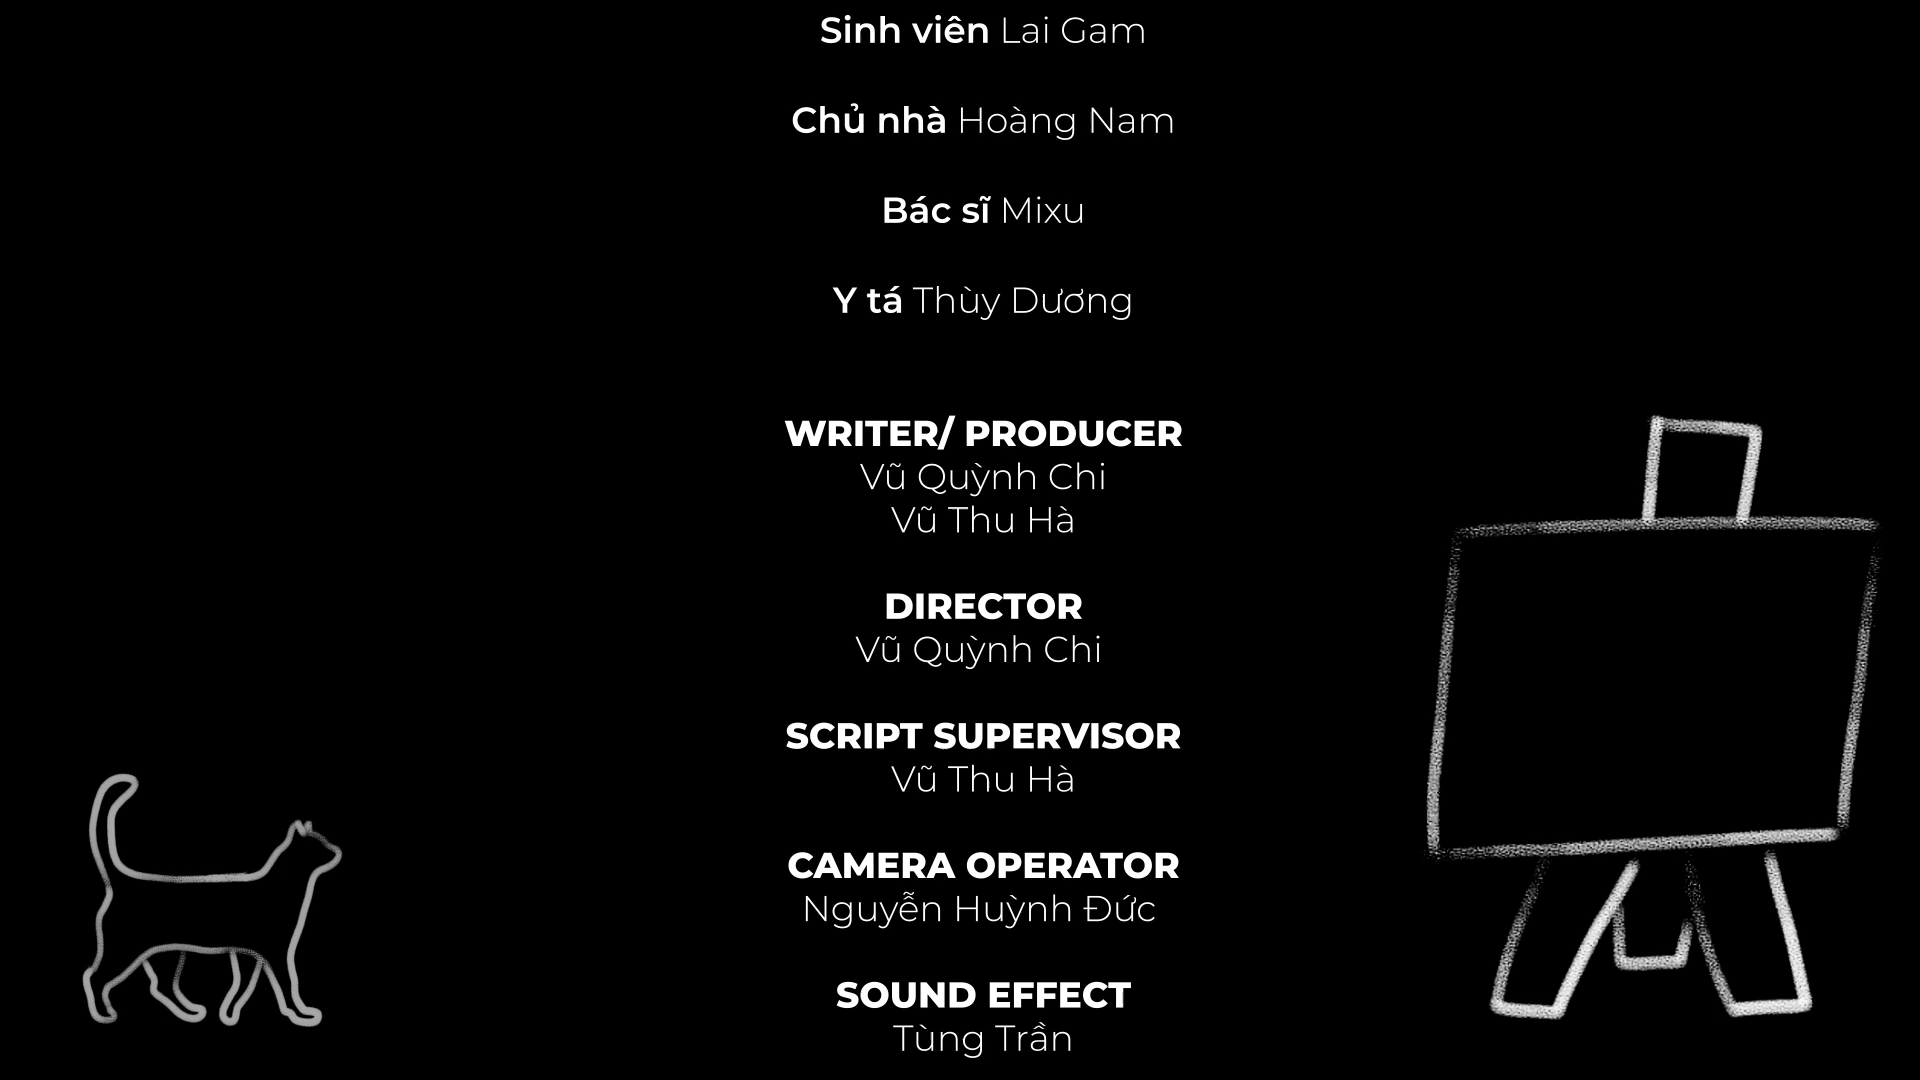 Sinh viên Lai Gam
Chủ nhà Hoàng Nam
Bác sĩ Mixu
Y tá Thùy Dương
WRITER/ PRODUCER
Vũ Quỳnh Chi
Vũ Thu Hà
DIRECTOR
Vũ Quỳnh Chi
SCRIPT SUPERVISOR
Vũ Thu Hà
CAMERA OPERATOR
Nguyễn Huỳnh Đức
SOUND EFFECT
Tùng Trần